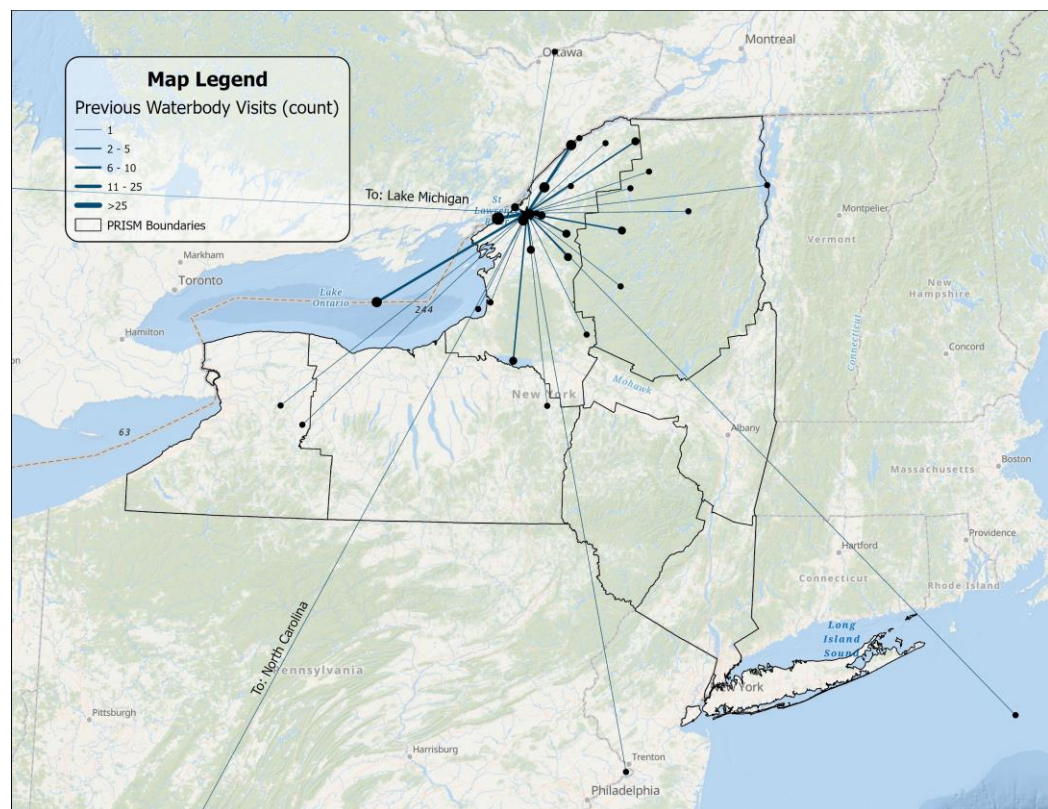 Map Legend
Previous Waterbody Visits (count)
1
2 - 5
6 - 10
11 - 25
>25
PRISM Boundaries
Ottawa
Montreal
To: Lake Michigan
St
Lawrence
Montpelier
Vermont
Markham
Toronto
Lake
Ontario
244
Hamilton
New
Hampshire
Connecticut
Concord
Mohawk
New York
63
Albany
Massachusetts
Boston
Providence
Hartford
Connecticut
Rhode Island
Long
Island
Sound
To: North Carolina
Pennsylvania
New York
Pittsburgh
Harrisburg
Trenton
Philadelphia